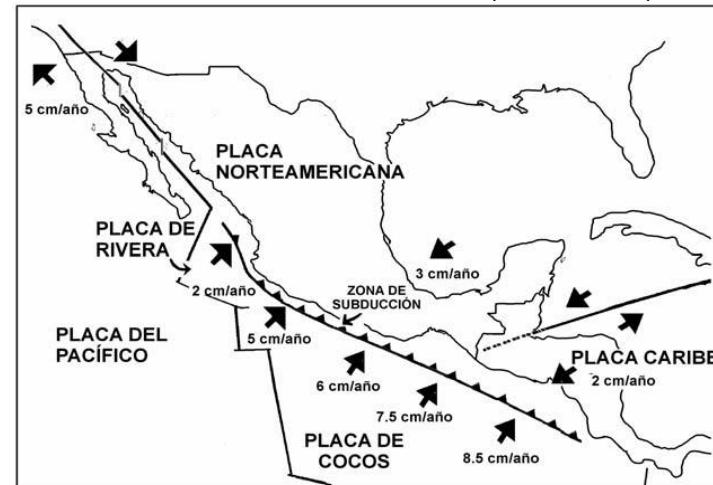 5 cm/año
PLACA
NORTEAMERICANA
PLACA DE
RIVERA
3 cm/año
2 cm/año
ZONA DE
SUBDUCCIÓN
PLACA DEL
PACÍFICO
5 cm/año
PLACA CARIBE
2 cm/año
6 cm/año
7.5 cm/año
PLACA DE
COCOS
8.5 cm/año